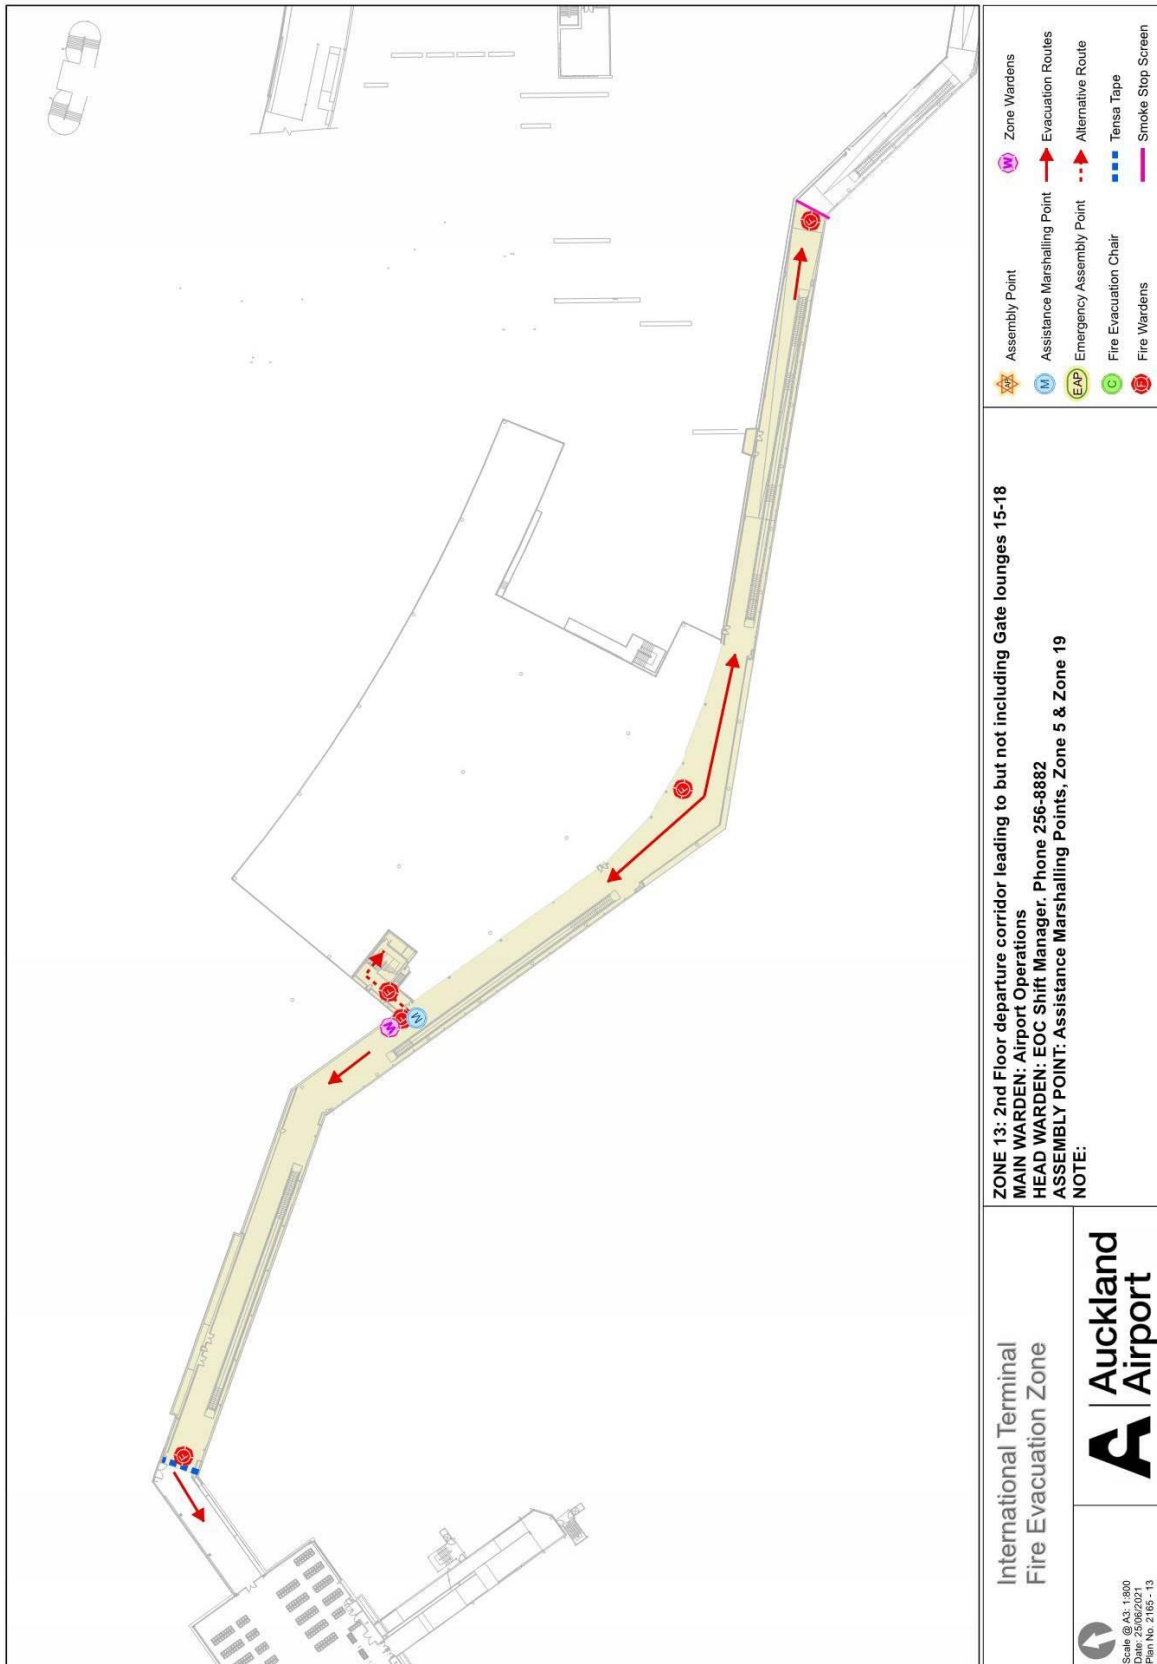 ZONE 13: 2nd Floor departure corridor leading to but not including Gate lounges 15-18
MAIN WARDEN: Airport Operations
HEAD WARDEN: EOC Shift Manager. Phone 256-8882
ASSEMBLY POINT: Assistance Marshalling Points, Zone 5 & Zone 19
NOTE:
International Terminal
Fire Evacuation Zone
A Auckland
Airport
Scale @ A3: 1:800
Date: 25/06/2021
Plan No. 2165 - 13
AP Assembly Point
M Assistance Marshalling Point
EAP Emergency Assembly Point
C Fire Evacuation Chair
F Fire Wardens
W Zone Wardens
Evacuation Routes
Alternative Route
Tensa Tape
Smoke Stop Screen
F
W
F
F
M
F
F